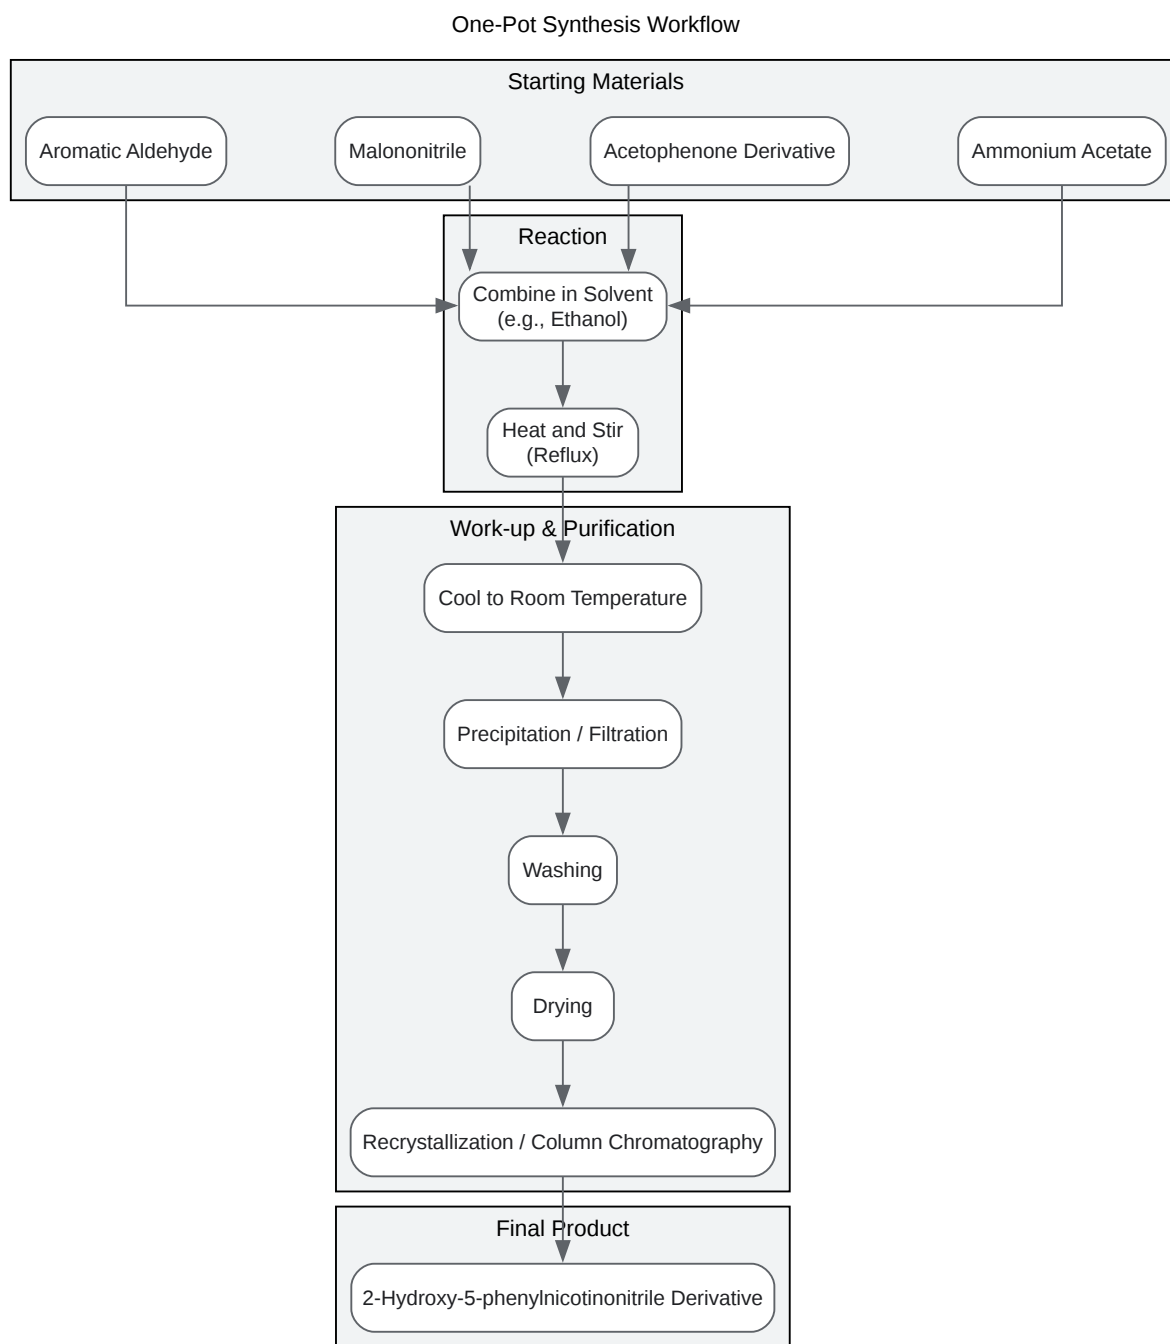 One-Pot Synthesis Workflow
Starting Materials
Aromatic Aldehyde
Malononitrile
Acetophenone Derivative
Ammonium Acetate
Reaction
Combine in Solvent
(e.g., Ethanol)
Heat and Stir
(Reflux)
Work-up & Purification
Cool to Room Temperature
Precipitation / Filtration
Washing
Drying
Recrystallization / Column Chromatography
Final Product
2-Hydroxy-5-phenylnicotinonitrile Derivative